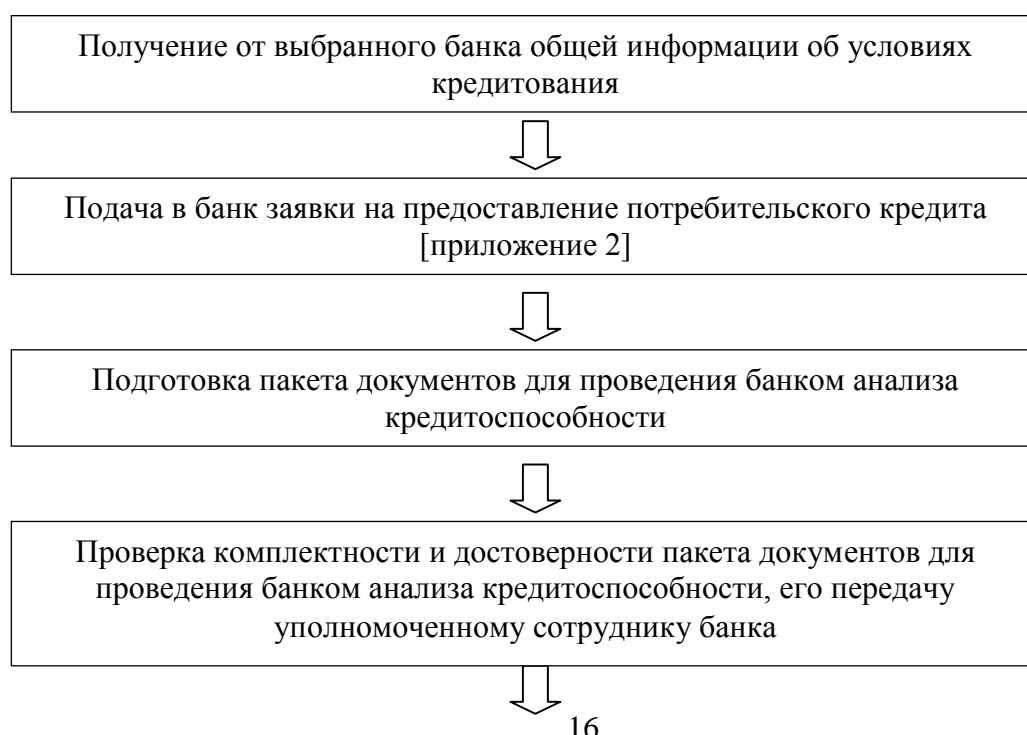 Получение от выбранного банка общей информации об условиях
кредитования
Подача в банк заявки на предоставление потребительского кредита
[приложение 2]
Подготовка пакета документов для проведения банком анализа
кредитоспособности
Проверка комплектности и достоверности пакета документов для
проведения банком анализа кредитоспособности, его передачу
уполномоченному сотруднику банка
16